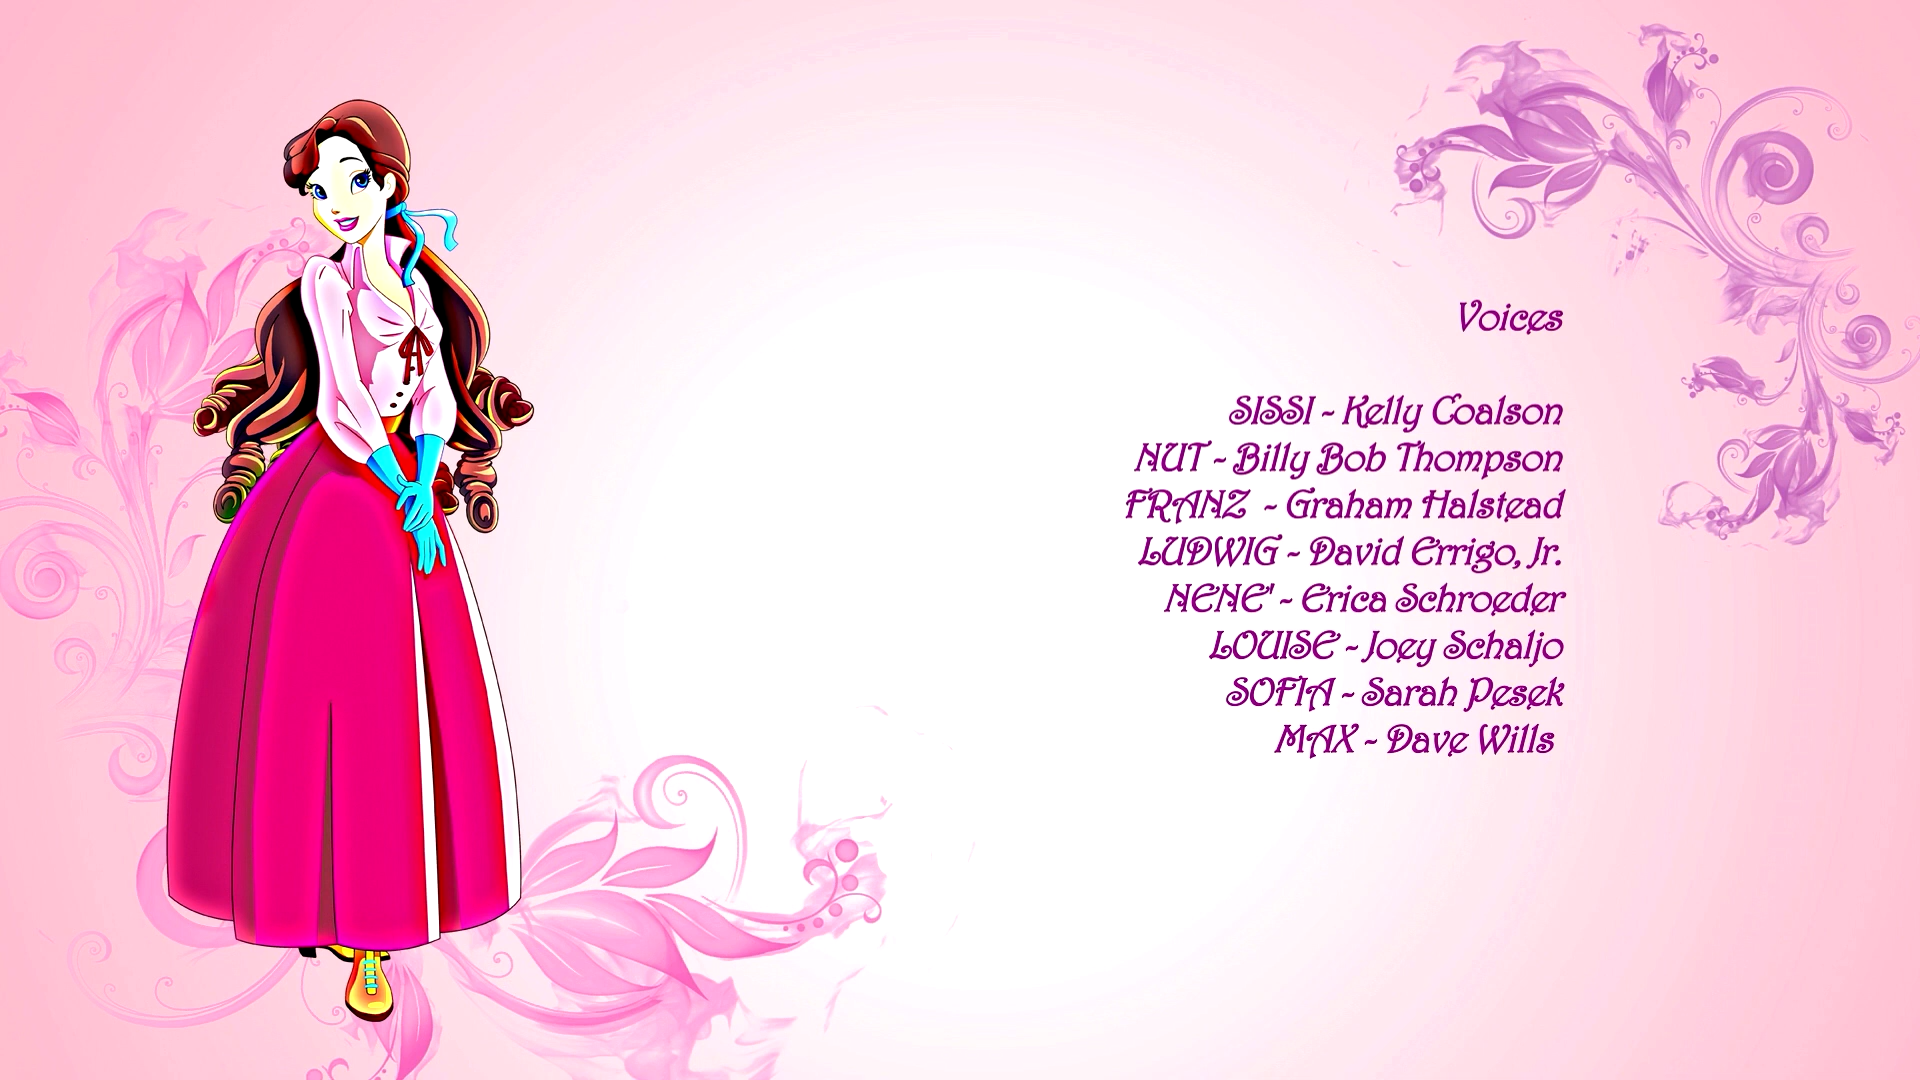 Voices
SISSI ~ Kelly Coalson
NUT ~ Billy Bob Thompson
FRANZ ~ Graham Halstead
LUDWIG ~ David Errigo, Jr.
NENE' ~ Erica Schroeder
LOUISE ~ Joey Schaljo
SOFIA ~ Sarah Pesek
MAX ~ Dave Wills